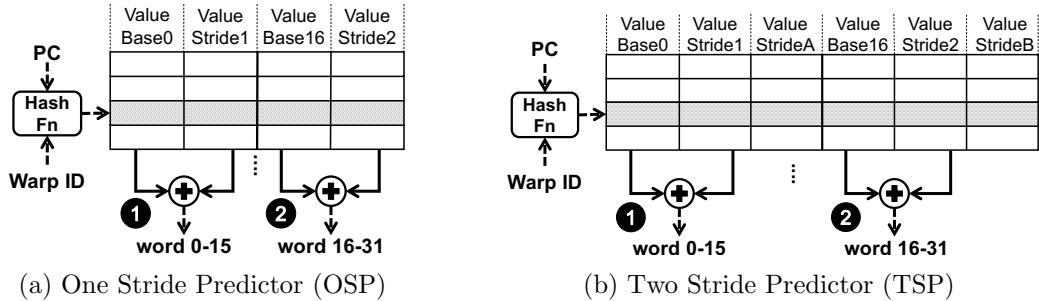 Value Value Value Value
Base0 Stride1 Base16 Stride2
PC
Hash
Fn
Warp ID
1
2
word 0-15 word 16-31
(a) One Stride Predictor (OSP)
Value Value Value Value Value Value
Base0 Stride1 StrideA Base16 Stride2 StrideB
PC
Hash
Fn
Warp ID
1
2
word 0-15 word 16-31
(b) Two Stride Predictor (TSP)